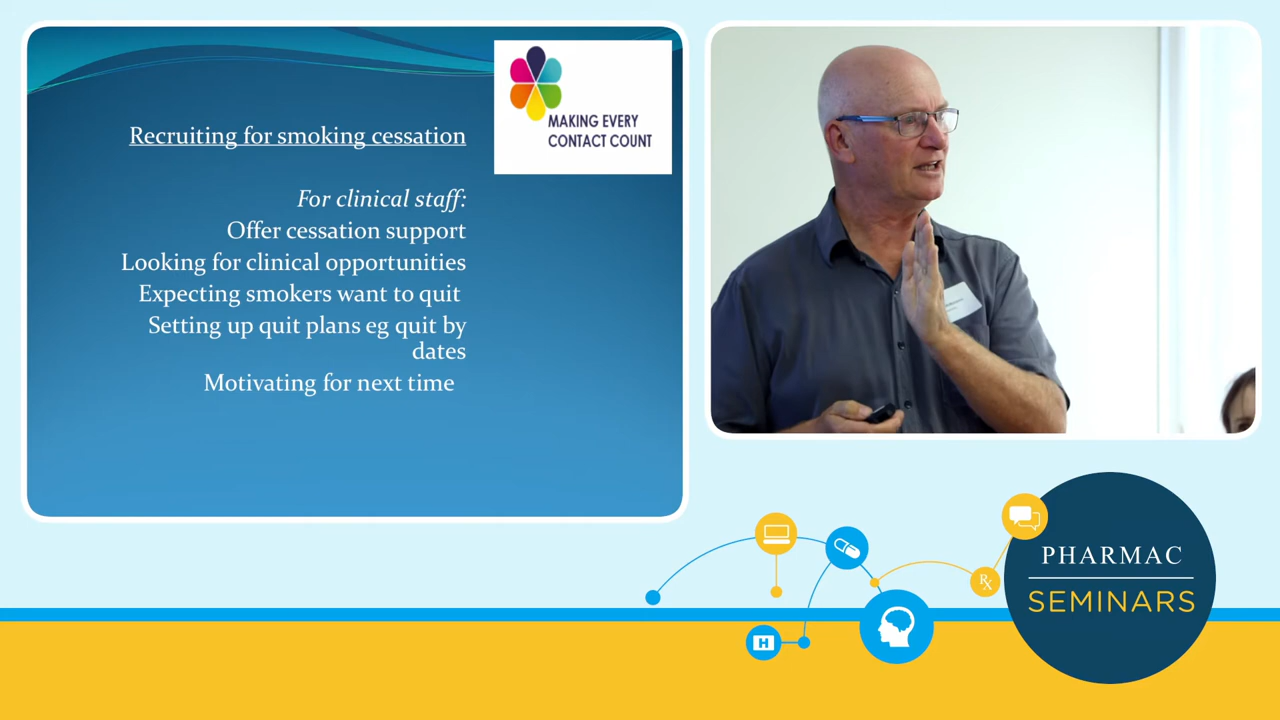 Recruiting for smoking cessation
For clinical staff:
Offer cessation support
Looking for clinical opportunities
Expecting smokers want to quit
Setting up quit plans eg quit by
dates
Motivating for next time
MAKING EVERY
CONTACT COUNT
PHARMAC
SEMINARS
H
Rx